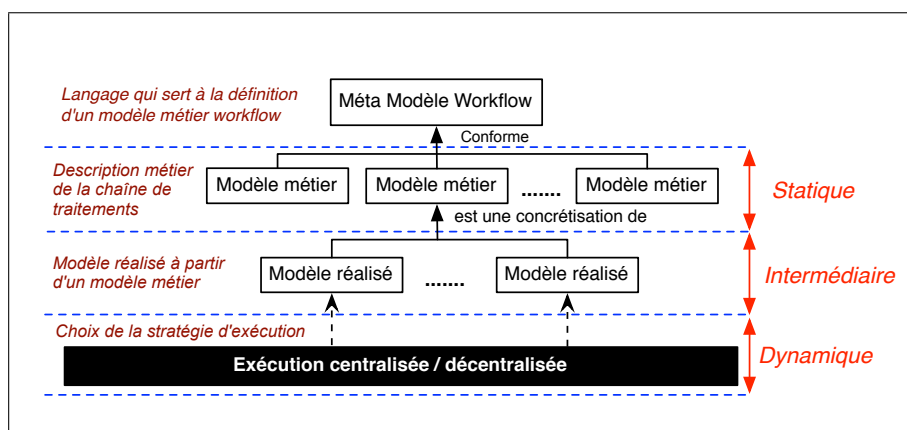 Langage qui sert à la définition
d'un modèle métier workflow
Méta Modèle Workflow
Conforme
Description métier
de la chaîne de
traitements
Modèle métier
Modèle métier
.......
Modèle métier
Statique
est une concrétisation de
Modèle réalisé à partir
d'un modèle métier
Modèle réalisé
.......
Modèle réalisé
Intermédiaire
Choix de la stratégie d'exécution
Exécution centralisée / décentralisée
Dynamique